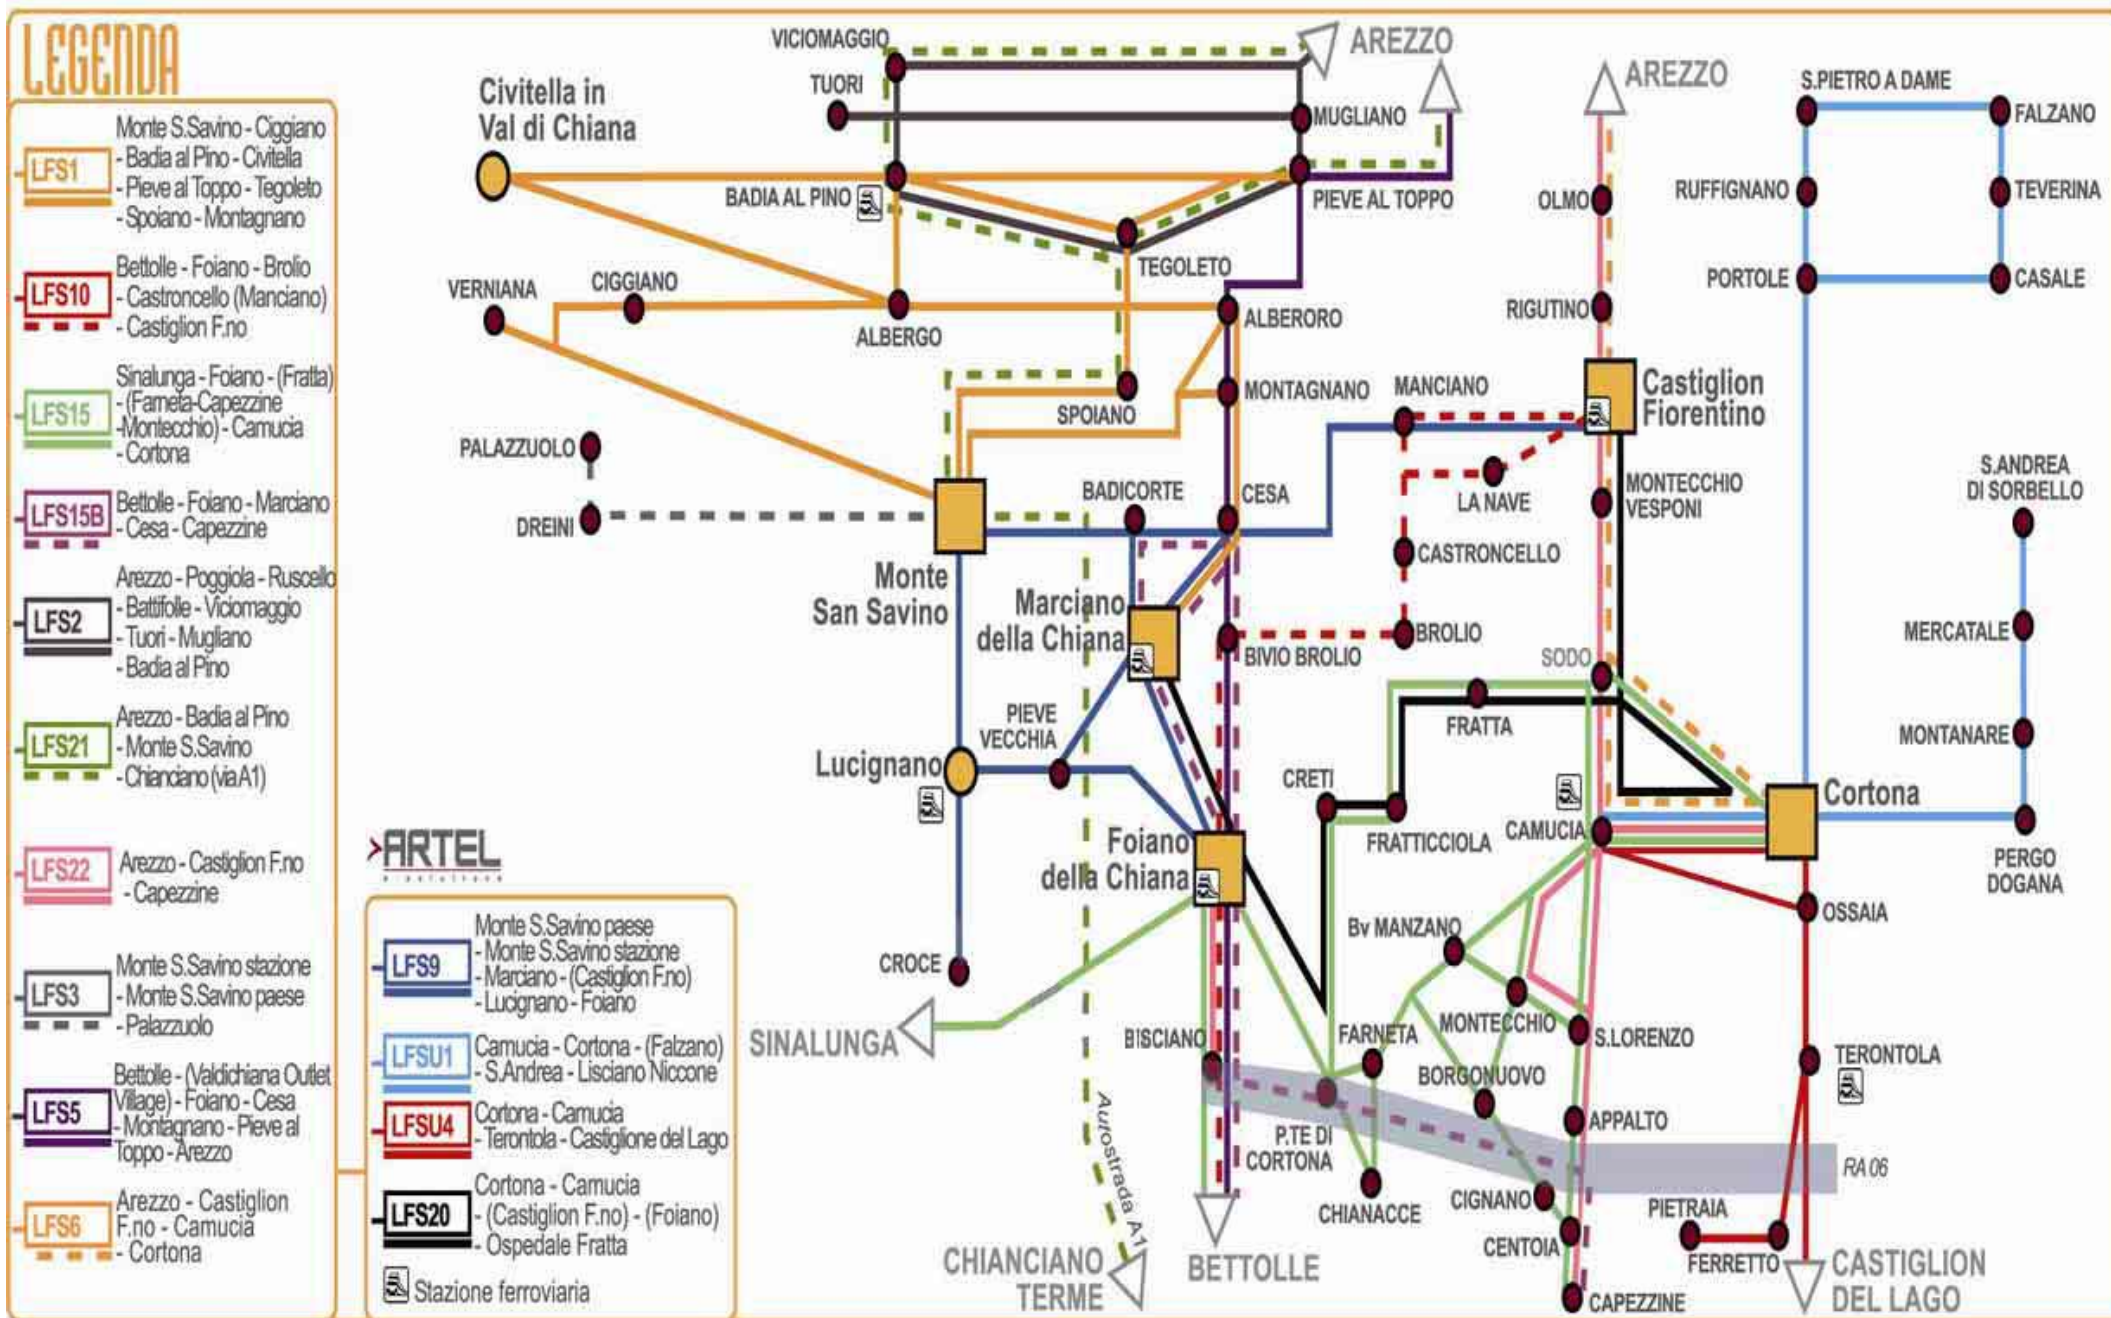 LEGENDA
LFS1
Monte S.Savino - Ciggiano
- Badia al Pino - Civitella
- Pieve al Toppo - Tegoleto
- Spoiano - Montagnano
LFS10
Bettolle - Foiano - Brolio
- Castroncello (Manciano)
- Castiglion F.no
LFS15
Sinalunga - Foiano - (Fratta)
- (Farneta-Capezzine
-Montecchio) - Camucia
- Cortona
LFS15B
Bettolle - Foiano - Marciano
- Cesa - Capezzine
LFS2
Arezzo - Poggiola - Ruscello
- Battifolle - Viciomaggio
- Tuori - Mugliano
- Badia al Pino
LFS21
Arezzo - Badia al Pino
- Monte S.Savino
- Chianciano (via A1)
LFS22
Arezzo - Castiglion F.no
- Capezzine
LFS3
Monte S.Savino stazione
- Monte S.Savino paese
- Palazzuolo
LFS5
Bettolle - (Valdichiana Outlet
Village) - Foiano - Cesa
- Montagnano - Pieve al
Toppo - Arezzo
LFS6
Arezzo - Castiglion
F.no - Camucia
- Cortona
ARTEL
LFS9
Monte S.Savino paese
- Monte S.Savino stazione
- Marciano - (Castiglion F.no)
- Lucignano - Foiano
LFSU1
Camucia - Cortona - (Falzano)
- S.Andrea - Lisciano Niccone
LFSU4
Cortona - Camucia
- Terontola - Castiglione del Lago
LFS20
Cortona - Camucia
- (Castiglion F.no) - (Foiano)
- Ospedale Fratta
Stazione ferroviaria
VICIOMAGGIO
AREZZO
AREZZO
TUORI
Civitella in
Val di Chiana
MUGLIANO
BADIA AL PINO
PIEVE AL TOPPO
TEGOLETO
VERNIANA
CIGGIANO
ALBERGO
ALBERORO
SPOIANO
MONTAGNANO
PALAZZUOLO
DREINI
BADICORTE
CESA
Monte
San Savino
Marciano
della Chiana
BIVIO BROLIO
PIEVE
VECCHIA
Lucignano
Foiano
della Chiana
CROCE
SINALUNGA
BISCIANO
Autostrada A1
CHIANCIANO
TERME
BETTOLLE
S.PIETRO A DAME
FALZANO
OLMO
RUFFIGNANO
TEVERINA
RIGUTINO
PORTOLE
CASALE
MANCIANO
Castiglion
Fiorentino
LA NAVE
MONTECCHIO
VESPONI
S.ANDREA
DI SORBELLO
CASTRONCELLO
BROLIO
SODO
MERCATALE
FRATTA
MONTANARE
CRETI
FRATTICCIOLA
CAMUCIA
Cortona
PERGO
DOGANA
OSSAIA
Bv MANZANO
MONTECCHIO
S.LORENZO
FARNETA
BORGONUOVO
TERONTOLA
APPALTO
P.TE DI
CORTONA
RA 06
CHIANACCE
CIGNANO
CENTOIA
PIETRAIA
FERRETTO
CAPEZZINE
CASTIGLION
DEL LAGO